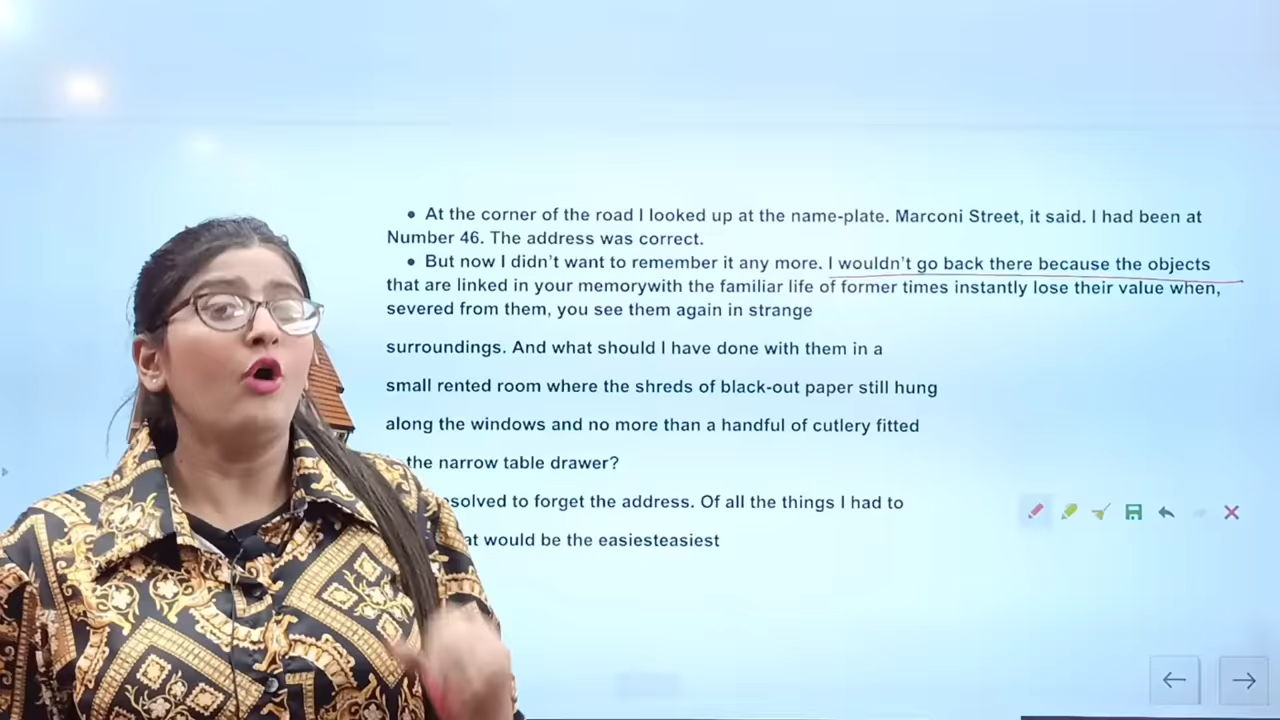 • At the corner of the road I looked up at the name-plate. Marconi Street, it said. I had been at
Number 46. The address was correct.
• But now I didn't want to remember it any more. I wouldn't go back there because the objects
that are linked in your memorywith the familiar life of former times instantly lose their value when,
severed from them, you see them again in strange
surroundings. And what should I have done with them in a
small rented room where the shreds of black-out paper still hung
along the windows and no more than a handful of cutlery fitted
the narrow table drawer?
solved to forget the address. Of all the things I had to
at would be the easiesteasiest